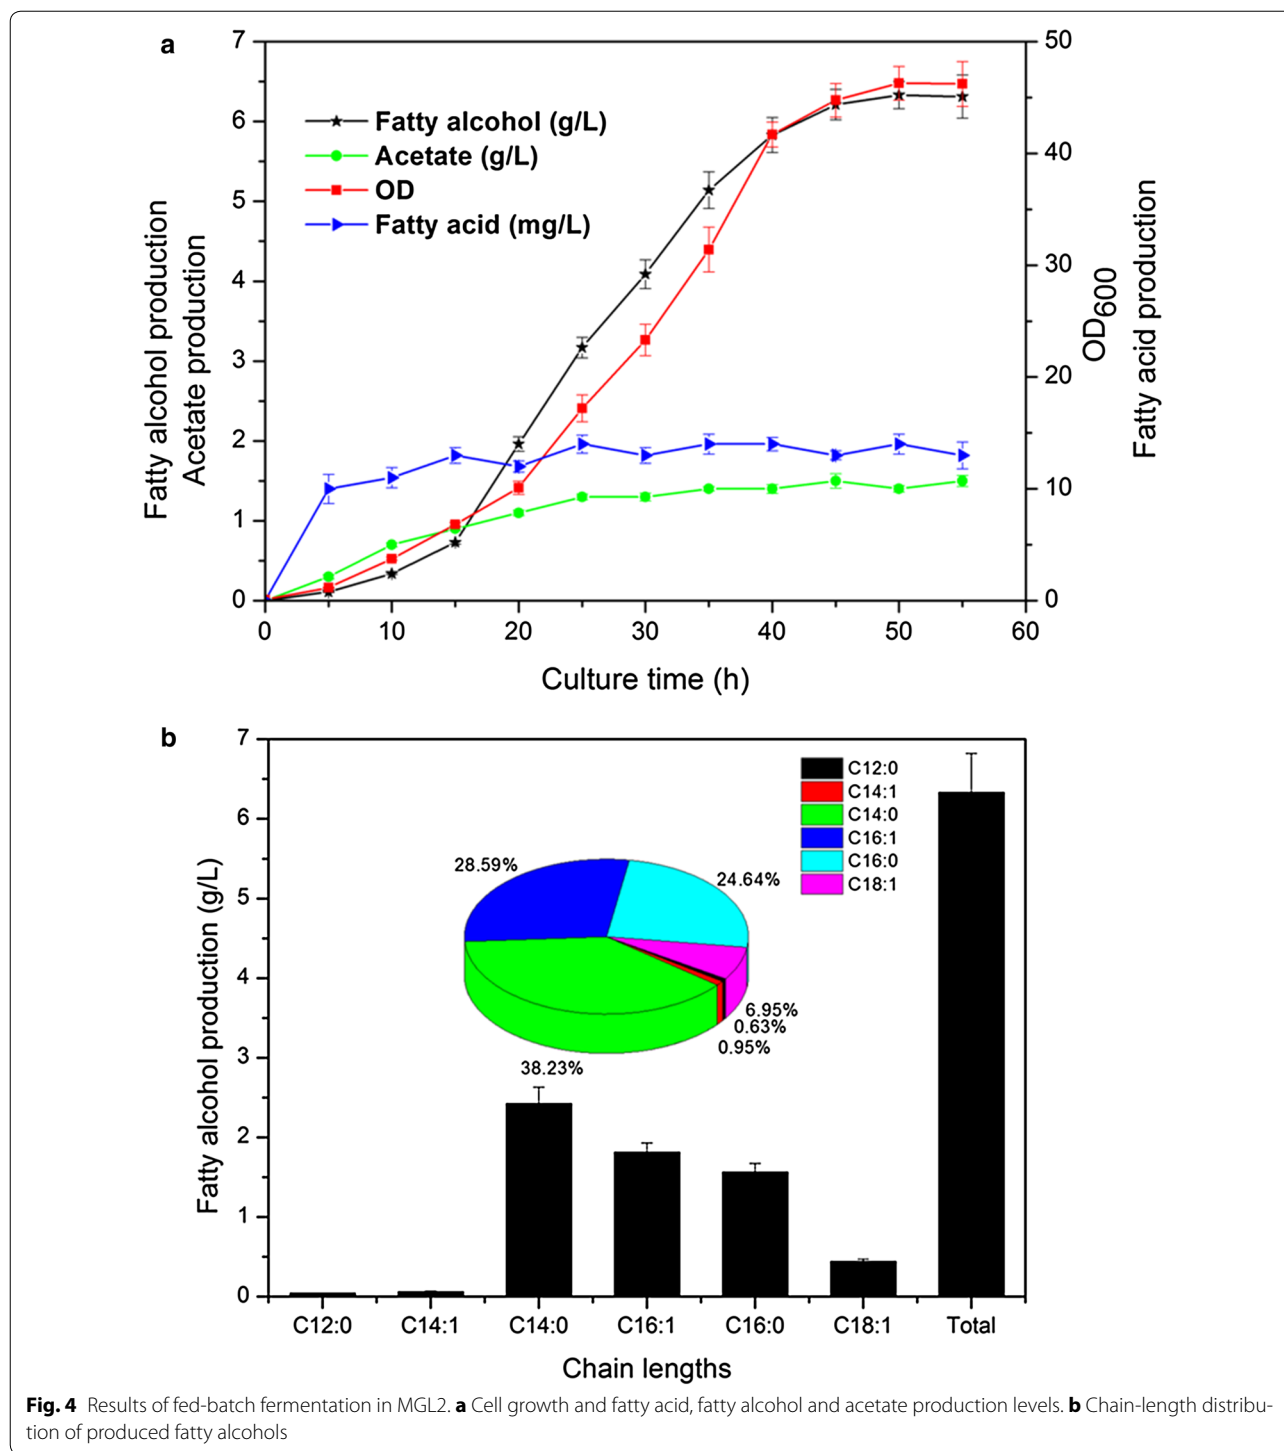 a
7
6
5
4
3
2
1
0
Fatty alcohol production
Acetate production
Fatty alcohol (g/L)
Acetate (g/L)
OD
Fatty acid (mg/L)
50
40
30
20
10
0
OD600
Fatty acid production
0 10 20 30 40 50 60
Culture time (h)
b
7
6
5
4
3
2
1
0
Fatty alcohol production (g/L)
C12:0
C14:1
C14:0
C16:1
C16:0
C18:1
28.59%
24.64%
6.95%
0.63%
0.95%
38.23%
C12:0 C14:1 C14:0 C16:1 C16:0 C18:1 Total
Chain lengths
Fig. 4 Results of fed-batch fermentation in MGL2. a Cell growth and fatty acid, fatty alcohol and acetate production levels. b Chain-length distribu-
tion of produced fatty alcohols